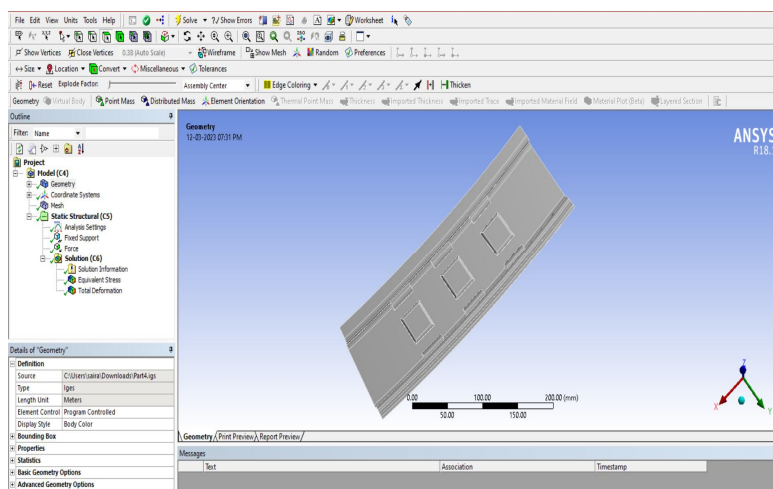 File Edit View Units Tools Help Solve ?/ Show Errors Worksheet
Show Vertices Close Vertices 0.38 (Auto Scale) Wireframe Show Mesh Random Preferences
Size Location Convert Miscellaneous Tolerances
Reset Explode Factor: Assembly Center Edge Coloring Thicken
Geometry Virtual Body Point Mass Distributed Mass Element Orientation Thermal Point Mass Thickness Imported Thickness Imported Trace Imported Material Field Material Plot (Beta) Layered Section
Outline
Filter: Name
Project
Model (C4)
Geometry
Coordinate Systems
Mesh
Static Structural (C5)
Analysis Settings
Fixed Support
Force
Solution (C6)
Solution Information
Equivalent Stress
Total Deformation
Details of "Geometry"
Definition
Source C:\Users\saira\Downloads\Part4.igs
Type Iges
Length Unit Meters
Element Control Program Controlled
Display Style Body Color
Bounding Box
Properties
Statistics
Basic Geometry Options
Advanced Geometry Options
Geometry
12-03-2023 07:31 PM
ANSYS
R18.
0.00 100.00 200.00 (mm)
50.00 150.00
Z
X
Y
Geometry Print Preview Report Preview
Messages
Text Association Timestamp